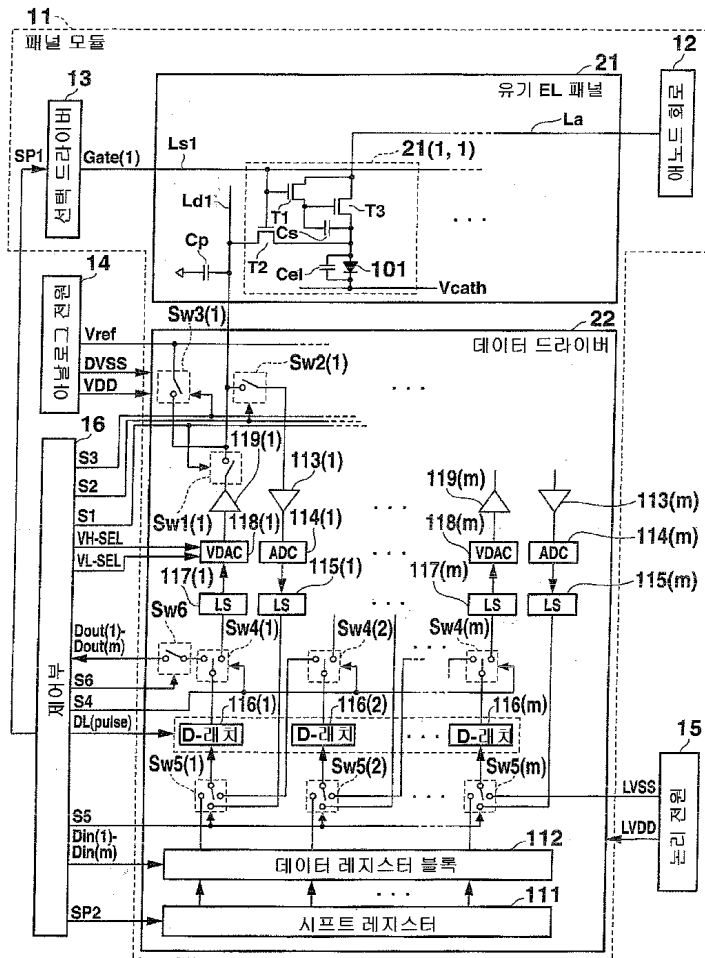 11
패널 모듈
13
21
12
유기 EL 패널
La
애노드 회로
SP1
선택 드라이버
Gate(1)
Ls1
21(1, 1)
Ld1
T1
T3
Cs
Cp
T2
Cel
101
Vcath
14
아날로그 전원
Vref
DVSS
VDD
Sw3(1)
22
데이터 드라이버
Sw2(1)
16
제어부
S3
S2
S1
119(1)
113(1)
119(m)
113(m)
Sw1(1)
118(1)
114(1)
118(m)
114(m)
VH-SEL
VL-SEL
VDAC
ADC
VDAC
ADC
117(1)
115(1)
117(m)
115(m)
LS
LS
LS
LS
Sw6
Sw4(1)
Sw4(2)
Sw4(m)
Dout(1)-
Dout(m)
S6
S4
116(1)
116(2)
116(m)
DL(pulse)
D-래치
D-래치
D-래치
15
논리 전원
Sw5(1)
Sw5(2)
Sw5(m)
LVSS
LVDD
S5
Din(1)-
Din(m)
112
데이터 레지스터 블록
111
SP2
시프트 레지스터